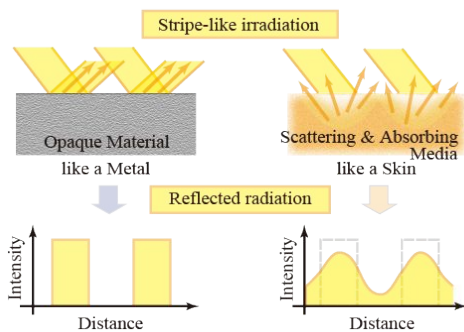 Stripe-like irradiation
Opaque Material
like a Metal
Scattering & Absorbing
Media
like a Skin
Reflected radiation
Intensity
Distance
Intensity
Distance